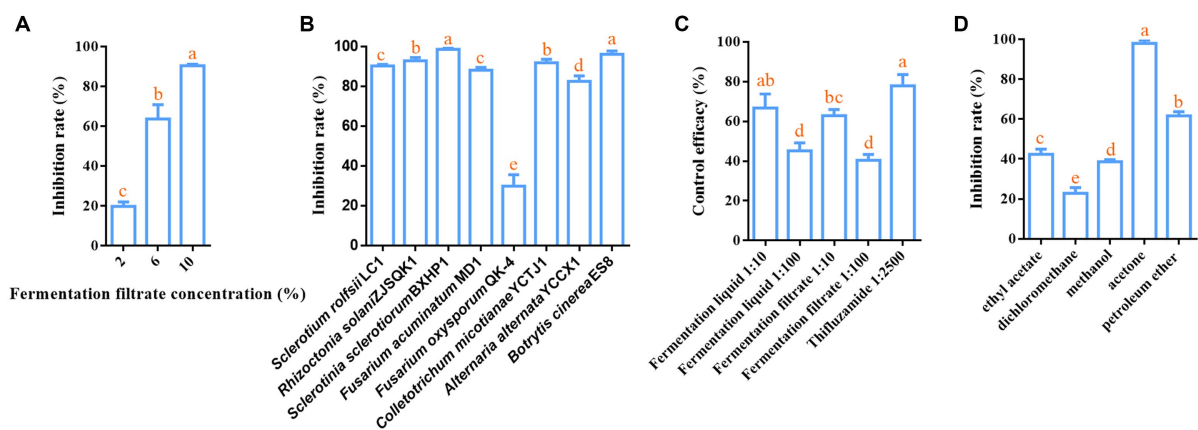 A
Inhibition rate (%)
100
80
60
40
20
0
c
b
a
2
6
10
Fermentation filtrate concentration (%)
B
Inhibition rate (%)
100
80
60
40
20
0
c
b
a
c
e
b
d
a
Sclerotium rolfsii LC1
Rhizoctonia solani ZJSQK1
Sclerotinia sclerotiorum BXHP1
Fusarium acuminatum MD1
Fusarium oxysporum QK-4
Colletotrichum micotianae YCTJ1
Alternaria alternata YCCX1
Botrytis cinerea ES8
C
Control efficacy (%)
100
80
60
40
20
0
ab
d
bc
d
a
Fermentation liquid 1:10
Fermentation liquid 1:100
Fermentation filtrate 1:10
Fermentation filtrate 1:100
Thifluzamide 1:2500
D
Inhibition rate (%)
100
80
60
40
20
0
c
e
d
a
b
ethyl acetate
dichloromethane
methanol
acetone
petroleum ether